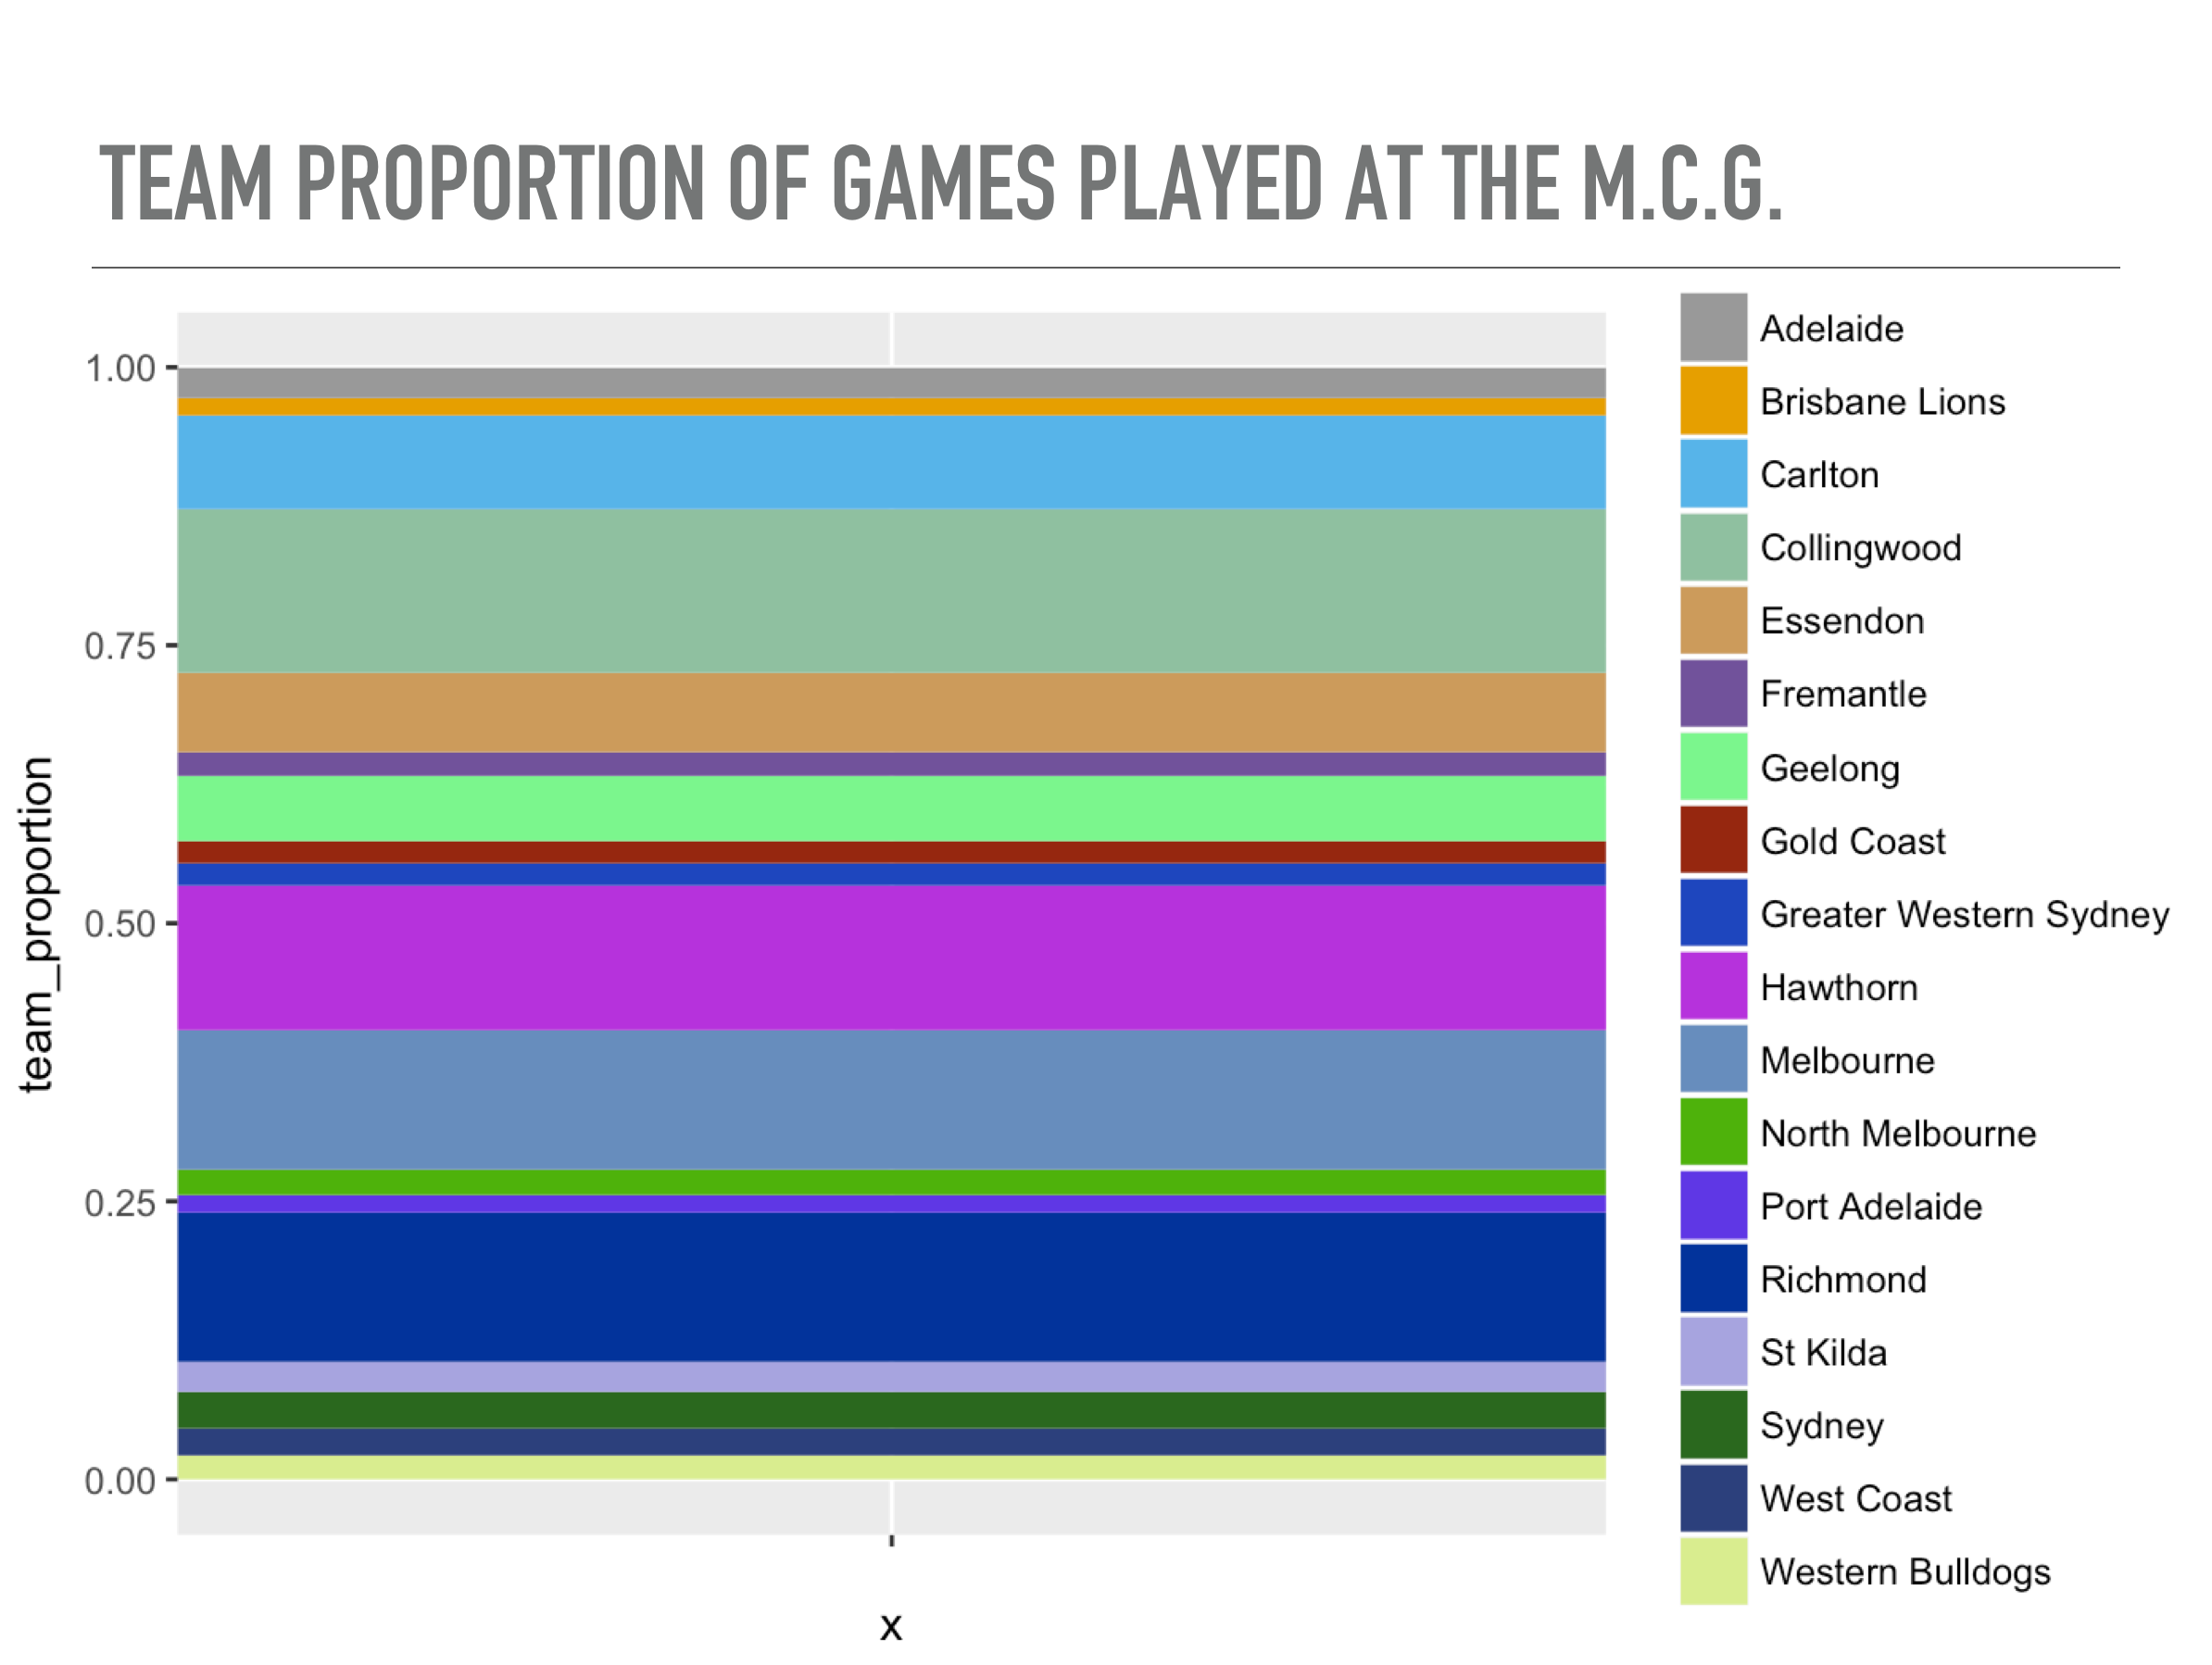 TEAM PROPORTION OF GAMES PLAYED AT THE M.C.G.
1.00
0.75
0.50
0.25
0.00
team_proportion
x
Adelaide
Brisbane Lions
Carlton
Collingwood
Essendon
Fremantle
Geelong
Gold Coast
Greater Western Sydney
Hawthorn
Melbourne
North Melbourne
Port Adelaide
Richmond
St Kilda
Sydney
West Coast
Western Bulldogs